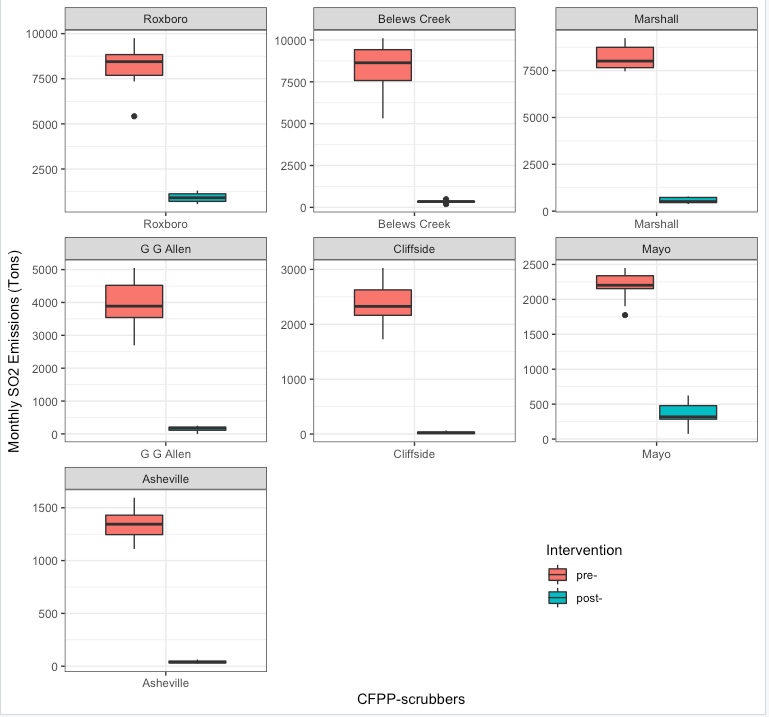 Roxboro
Belews Creek
Marshall
10000
7500
5000
2500
10000
7500
5000
2500
0
7500
5000
2500
0
Roxboro
Belews Creek
Marshall
Monthly SO2 Emissions (Tons)
G G Allen
Cliffside
Mayo
5000
4000
3000
2000
1000
0
3000
2000
1000
0
2500
2000
1500
1000
500
0
G G Allen
Cliffside
Mayo
Asheville
1500
1000
500
0
Asheville
Intervention
pre-
post-
CFPP-scrubbers